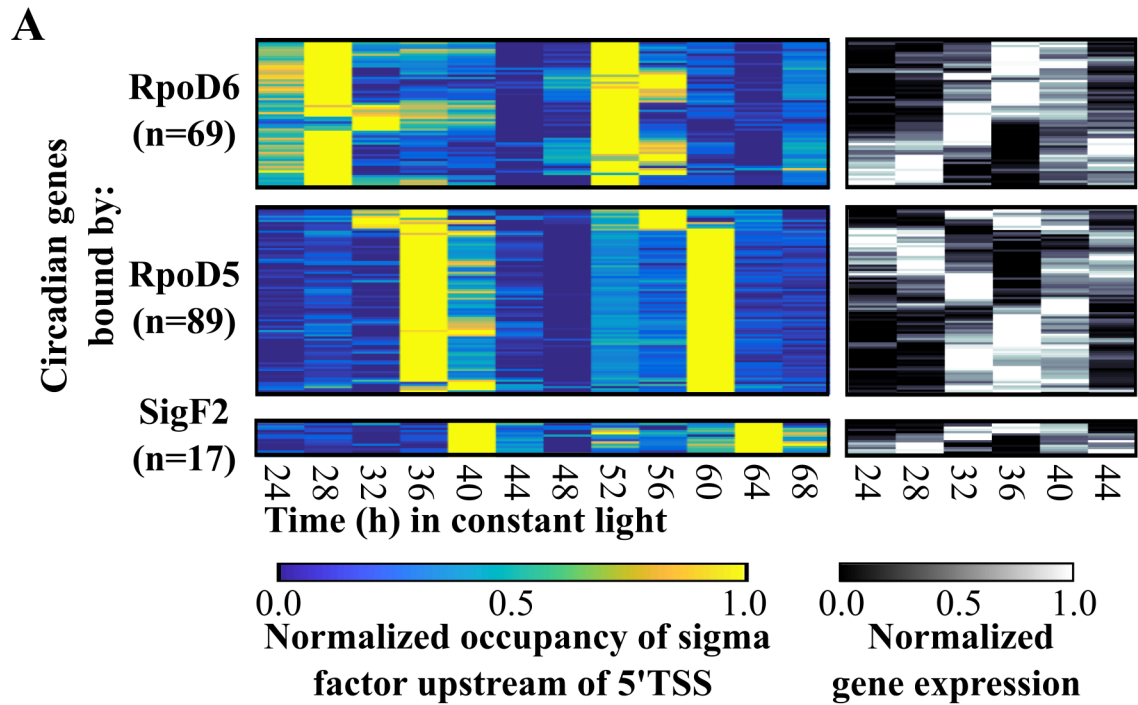 A
Circadian genes
bound by:
RpoD6
(n=69)
RpoD5
(n=89)
SigF2
(n=17)
24 28 32 36 40 44 48 52 56 60 64 68
24 28 32 36 40 44
Time (h) in constant light
0.0 0.5 1.0
Normalized occupancy of sigma
factor upstream of 5'TSS
0.0 0.5 1.0
Normalized
gene expression